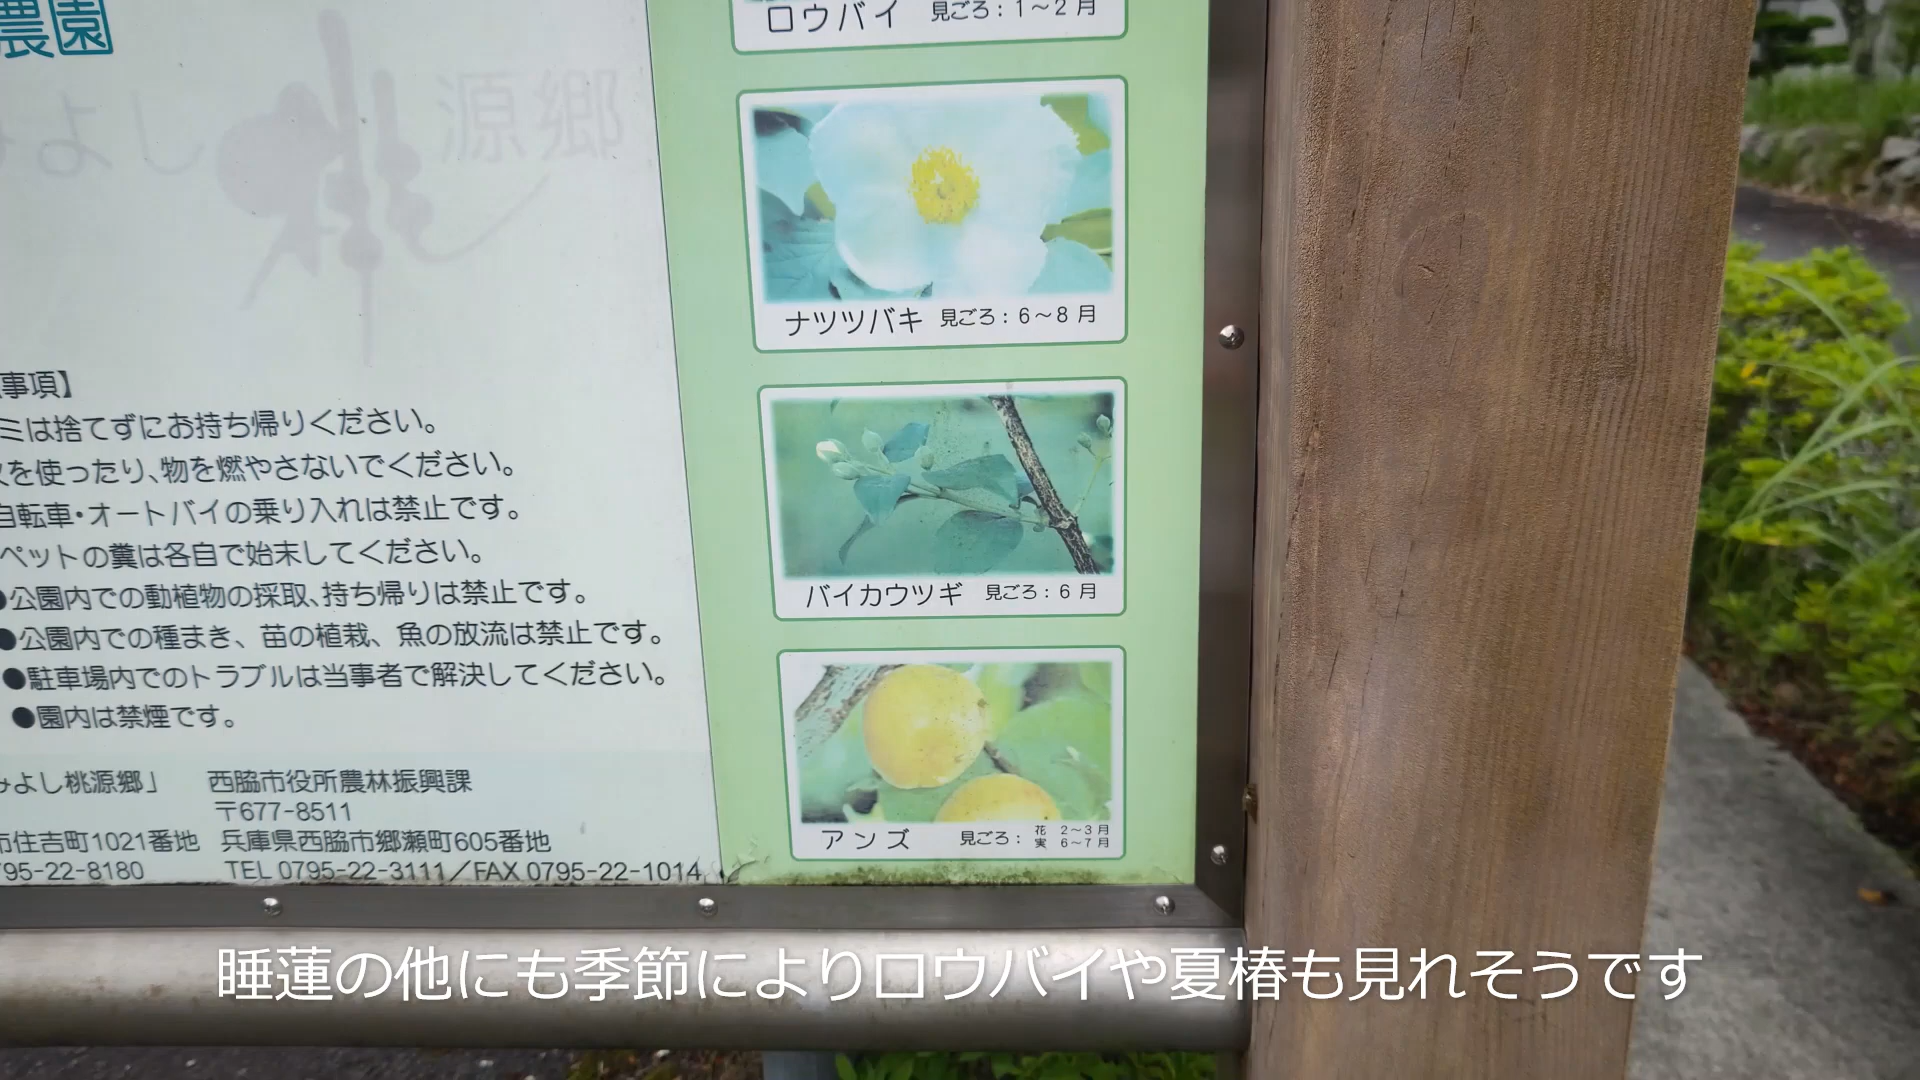 農園
みよし桃源郷
事項】
ミは捨てずにお持ち帰りください。
を使ったり、物を燃やさないでください。
自転車・オートバイの乗り入れは禁止です。
ペットの糞は各自で始末してください。
●公園内での動植物の採取、持ち帰りは禁止です。
●公園内での種まき、苗の植栽、魚の放流は禁止です。
●駐車場内でのトラブルは当事者で解決してください。
●園内は禁煙です。
みよし桃源郷」 西脇市役所農林振興課
〒677-8511
市住吉町1021番地 兵庫県西脇市郷瀬町605番地
795-22-8180 TEL 0795-22-3111／FAX 0795-22-1014
ロウバイ 見ごろ：1～2月
ナツツバキ 見ごろ：6～8月
バイカウツギ 見ごろ：6月
アンズ 見ごろ： 花 2～3月
実 6～7月
睡蓮の他にも季節によりロウバイや夏椿も見れそうです